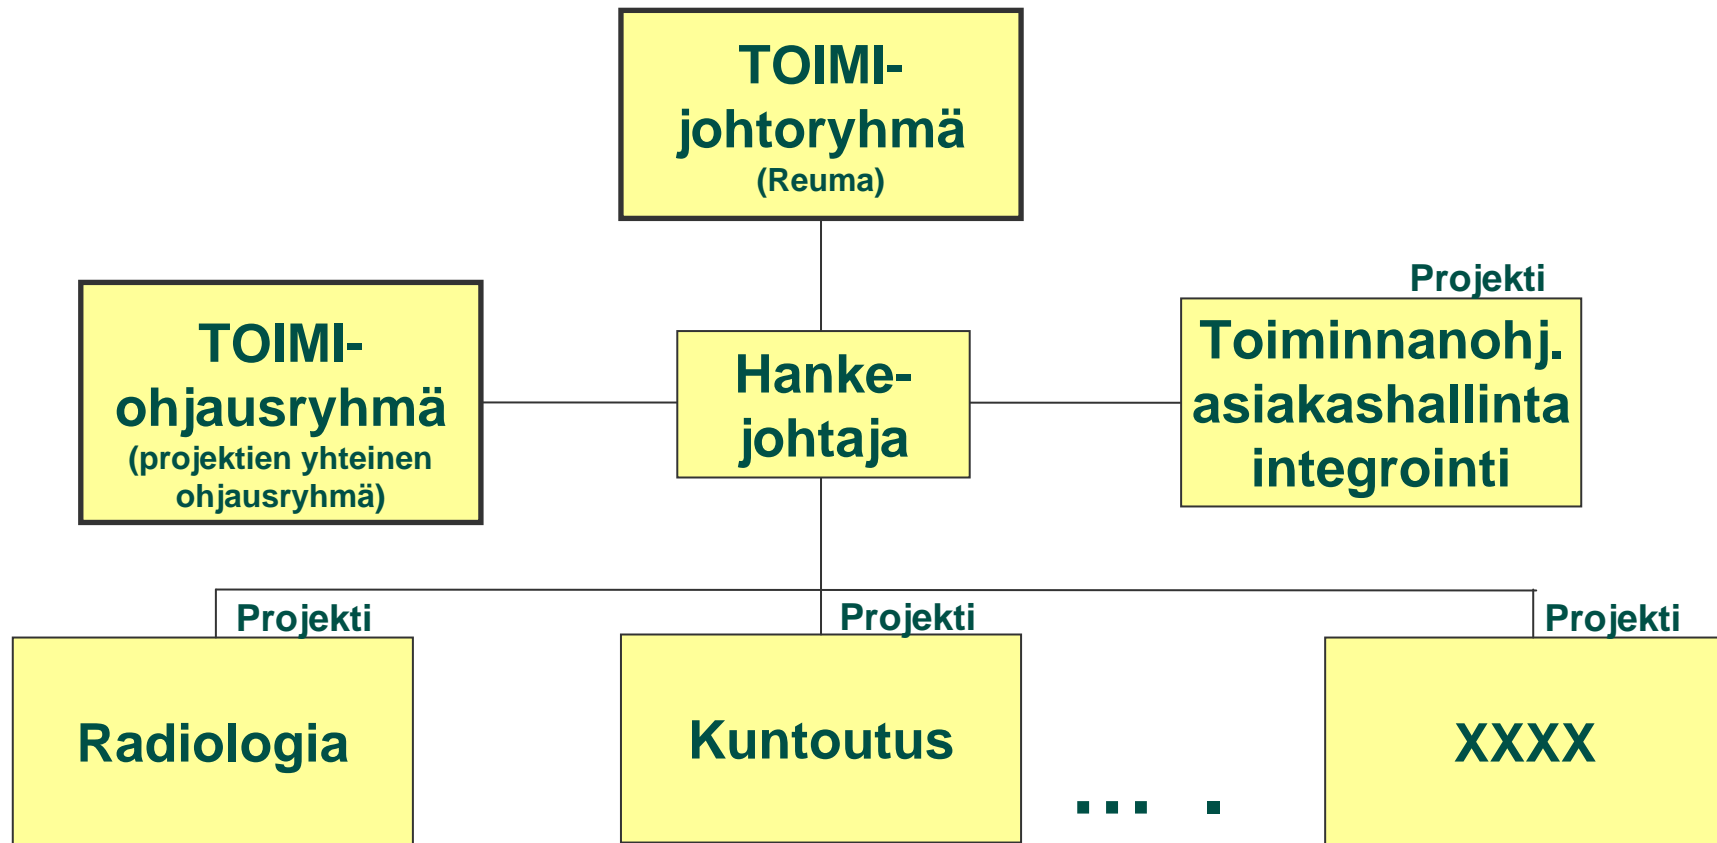 TOIMI-
johtoryhmä
(Reuma)
TOIMI-
ohjausryhmä
(projektien yhteinen
ohjausryhmä)
Hanke-
johtaja
Projekti
Toiminnanohj.
asiakashallinta
integrointi
Projekti
Radiologia
Projekti
Kuntoutus
... .
Projekti
XXXX